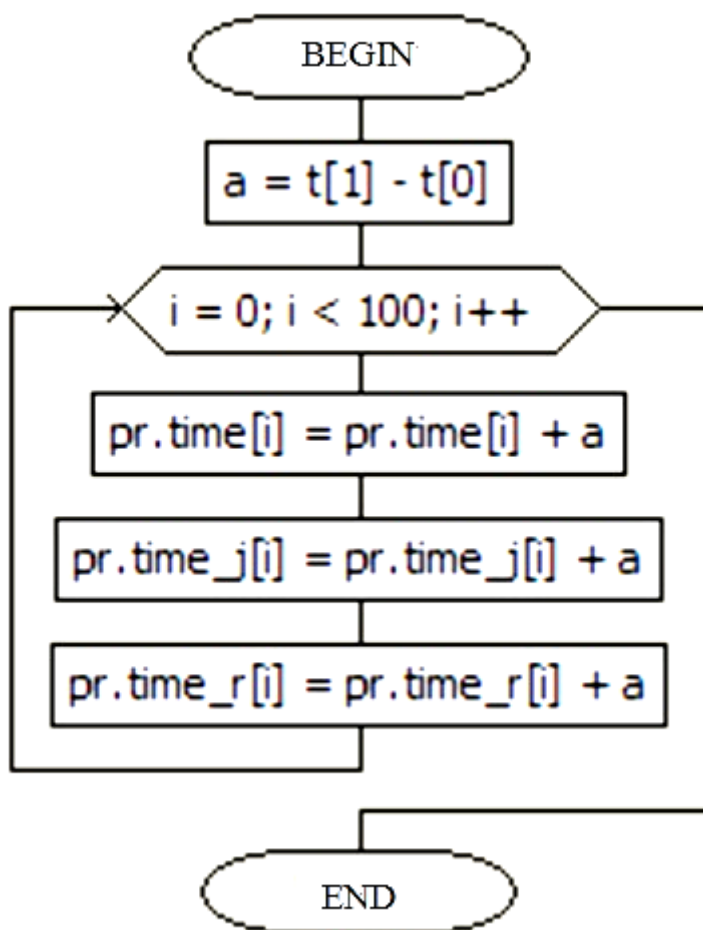 BEGIN
a = t[1] - t[0]
i = 0; i < 100; i++
pr.time[i] = pr.time[i] + a
pr.time_j[i] = pr.time_j[i] + a
pr.time_r[i] = pr.time_r[i] + a
END